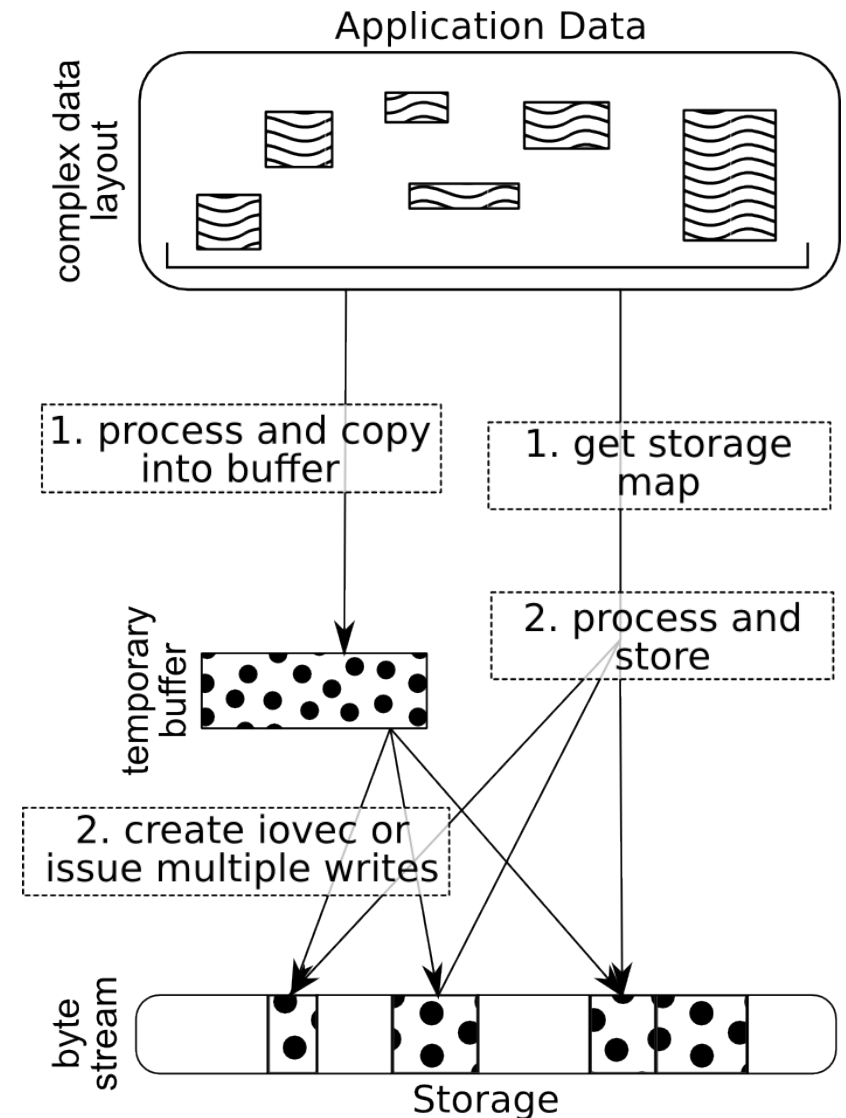 Application Data
complex data
layout
1. process and copy
into buffer
1. get storage
map
2. process and
store
temporary
buffer
2. create iovec or
issue multiple writes
byte
stream
Storage